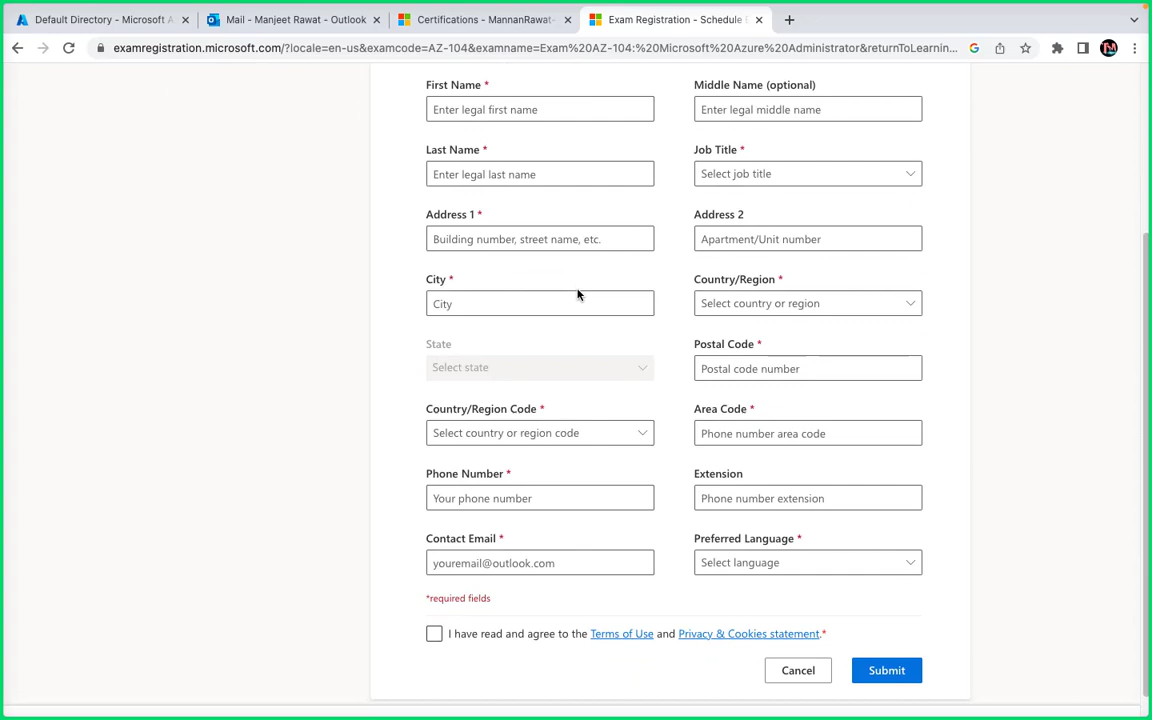 Default Directory - Microsoft A
Mail - Manjeet Rawat - Outlook
Certifications - MannanRawat-
Exam Registration - Schedule E
examregistration.microsoft.com/?locale=en-us&examcode=AZ-104&examname=Exam%20AZ-104:%20Microsoft%20Azure%20Administrator&returnToLearnin...
First Name *
Middle Name (optional)
Enter legal first name
Enter legal middle name
Last Name *
Job Title *
Enter legal last name
Select job title
Address 1 *
Address 2
Building number, street name, etc.
Apartment/Unit number
City *
Country/Region *
City
Select country or region
State
Postal Code *
Select state
Postal code number
Country/Region Code *
Area Code *
Select country or region code
Phone number area code
Phone Number *
Extension
Your phone number
Phone number extension
Contact Email *
Preferred Language *
youremail@outlook.com
Select language
*required fields
I have read and agree to the Terms of Use and Privacy & Cookies statement.*
Cancel
Submit